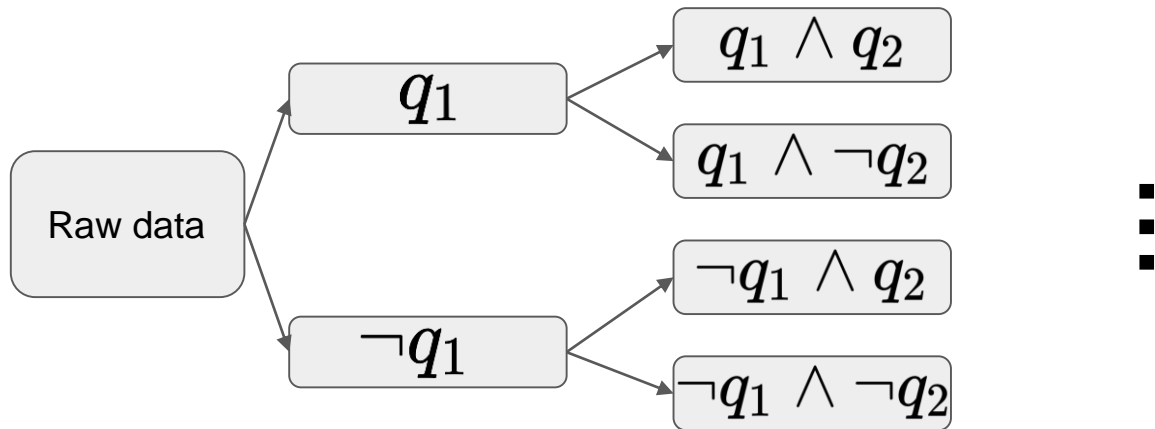 q₁ ∧ q₂
q₁
q₁ ∧ ¬q₂
Raw data
¬q₁ ∧ q₂
¬q₁
¬q₁ ∧ ¬q₂